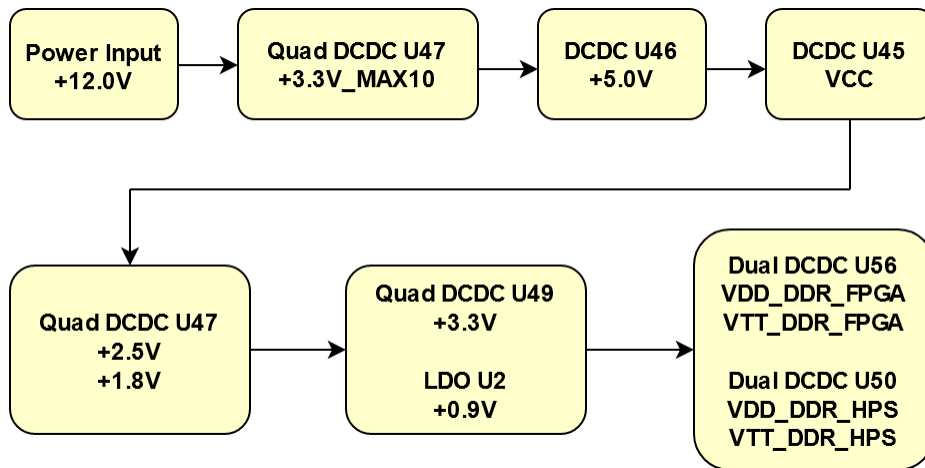 Power Input
+12.0V
Quad DCDC U47
+3.3V_MAX10
DCDC U46
+5.0V
DCDC U45
VCC
Quad DCDC U47
+2.5V
+1.8V
Quad DCDC U49
+3.3V
LDO U2
+0.9V
Dual DCDC U56
VDD_DDR_FPGA
VTT_DDR_FPGA
Dual DCDC U50
VDD_DDR_HPS
VTT_DDR_HPS